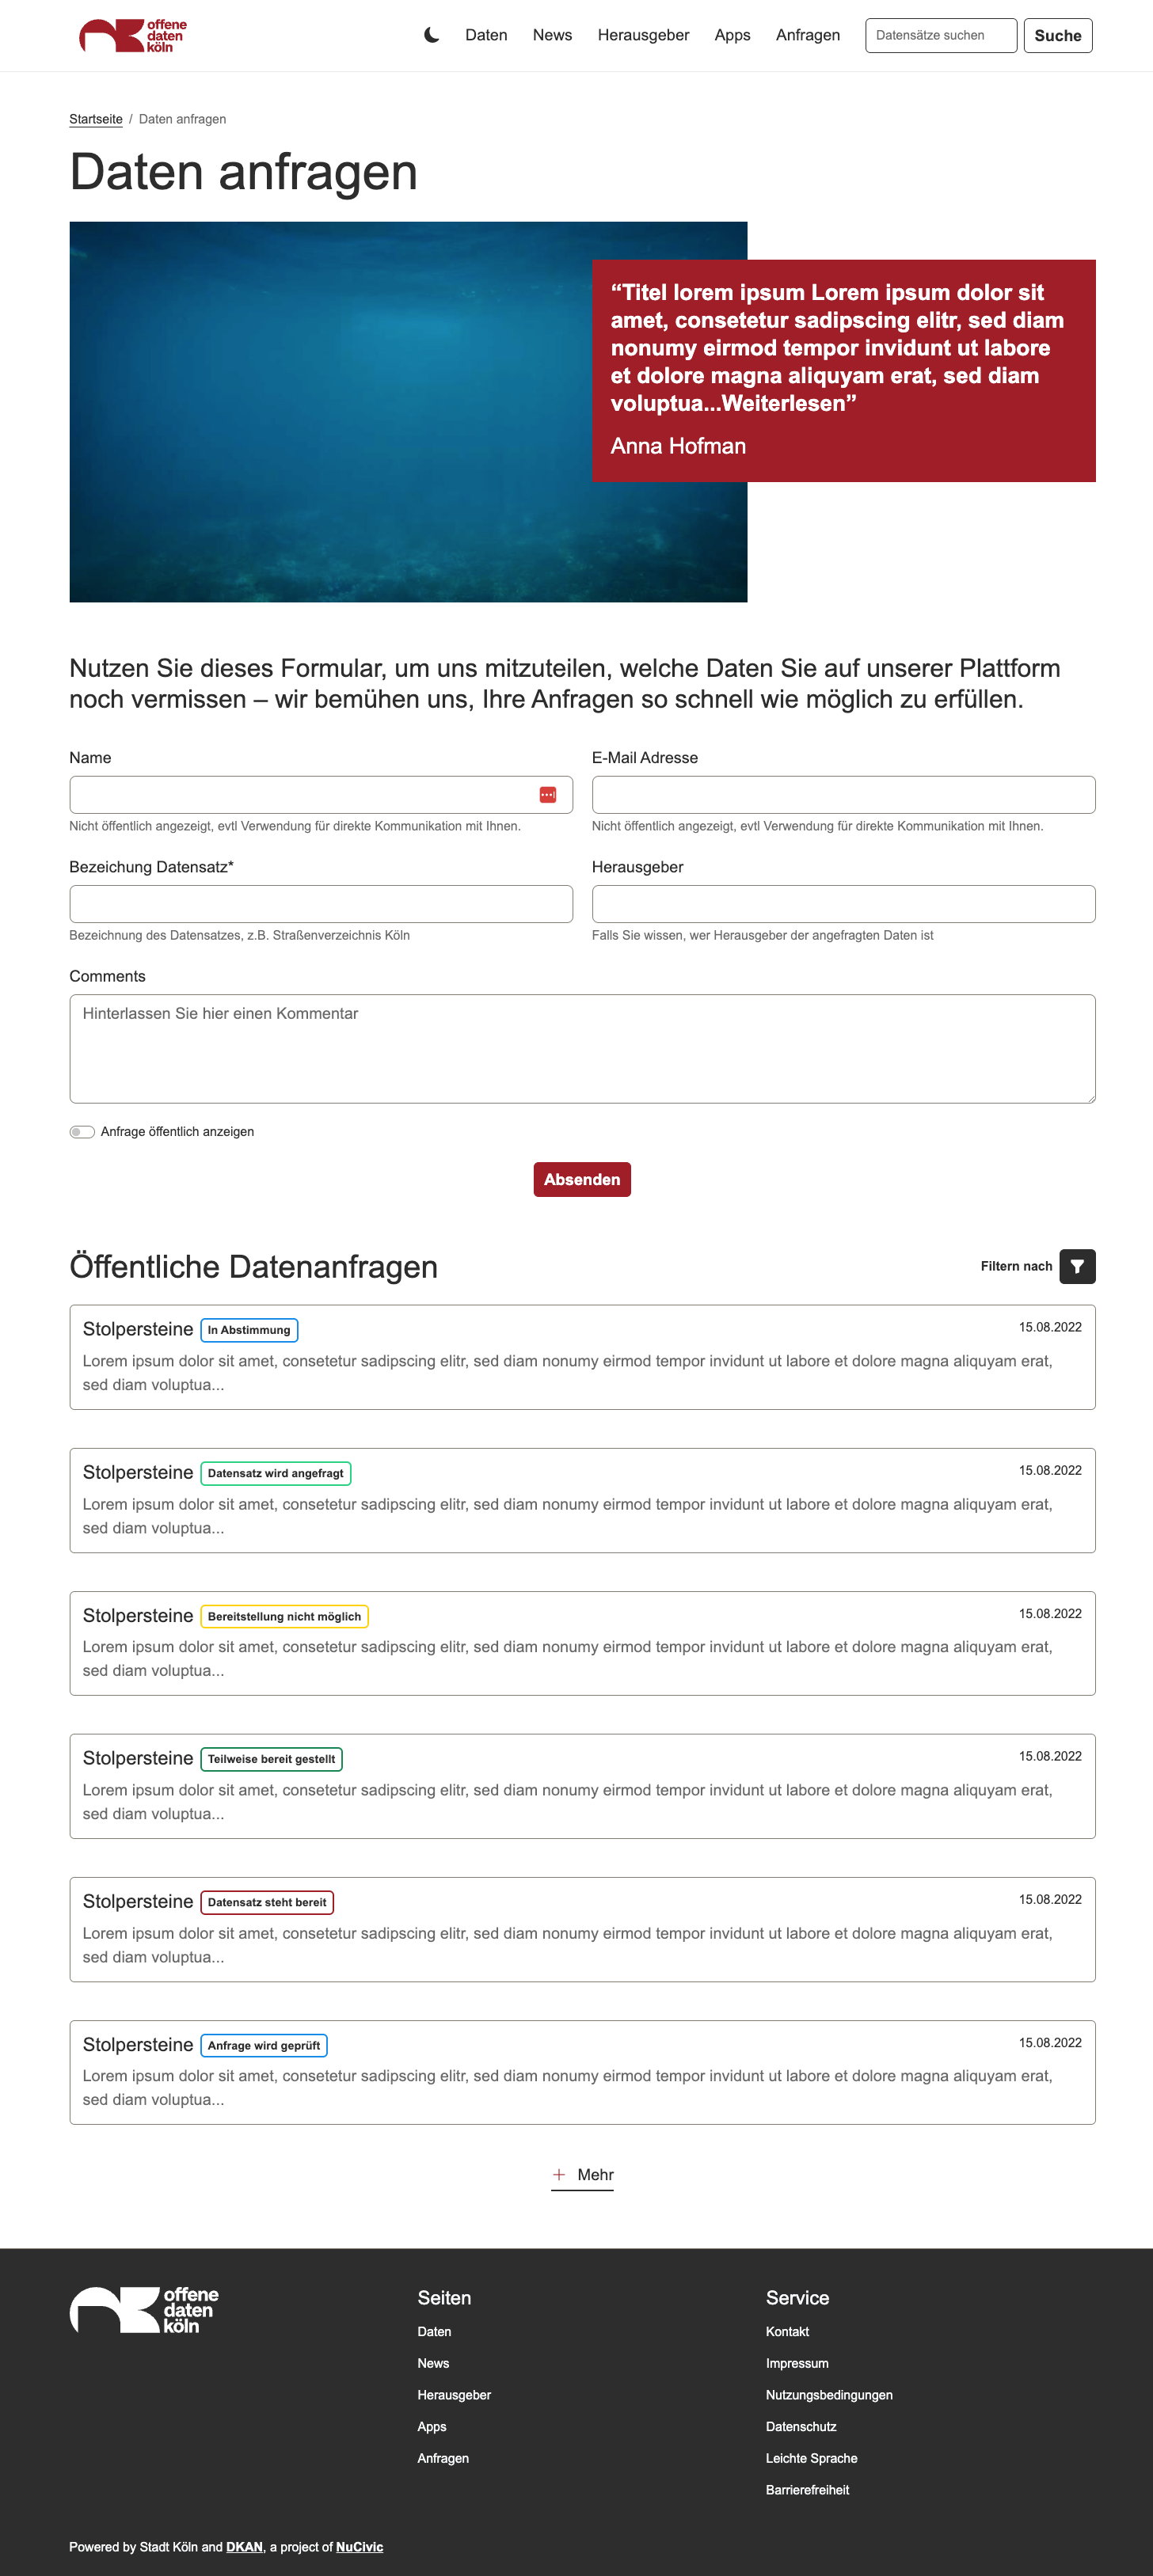 offene
daten
köln
Daten
News
Herausgeber
Apps
Anfragen
Datensätze suchen
Suche
Startseite / Daten anfragen
Daten anfragen
“Titel lorem ipsum Lorem ipsum dolor sit
amet, consetetur sadipscing elitr, sed diam
nonumy eirmod tempor invidunt ut labore
et dolore magna aliquyam erat, sed diam
voluptua...Weiterlesen”
Anna Hofman
Nutzen Sie dieses Formular, um uns mitzuteilen, welche Daten Sie auf unserer Plattform
noch vermissen – wir bemühen uns, Ihre Anfragen so schnell wie möglich zu erfüllen.
Name
Nicht öffentlich angezeigt, evtl Verwendung für direkte Kommunikation mit Ihnen.
E-Mail Adresse
Nicht öffentlich angezeigt, evtl Verwendung für direkte Kommunikation mit Ihnen.
Bezeichung Datensatz*
Bezeichnung des Datensatzes, z.B. Straßenverzeichnis Köln
Herausgeber
Falls Sie wissen, wer Herausgeber der angefragten Daten ist
Comments
Hinterlassen Sie hier einen Kommentar
Anfrage öffentlich anzeigen
Absenden
Öffentliche Datenanfragen
Filtern nach
Stolpersteine In Abstimmung 15.08.2022
Lorem ipsum dolor sit amet, consetetur sadipscing elitr, sed diam nonumy eirmod tempor invidunt ut labore et dolore magna aliquyam erat,
sed diam voluptua...
Stolpersteine Datensatz wird angefragt 15.08.2022
Lorem ipsum dolor sit amet, consetetur sadipscing elitr, sed diam nonumy eirmod tempor invidunt ut labore et dolore magna aliquyam erat,
sed diam voluptua...
Stolpersteine Bereitstellung nicht möglich 15.08.2022
Lorem ipsum dolor sit amet, consetetur sadipscing elitr, sed diam nonumy eirmod tempor invidunt ut labore et dolore magna aliquyam erat,
sed diam voluptua...
Stolpersteine Teilweise bereit gestellt 15.08.2022
Lorem ipsum dolor sit amet, consetetur sadipscing elitr, sed diam nonumy eirmod tempor invidunt ut labore et dolore magna aliquyam erat,
sed diam voluptua...
Stolpersteine Datensatz steht bereit 15.08.2022
Lorem ipsum dolor sit amet, consetetur sadipscing elitr, sed diam nonumy eirmod tempor invidunt ut labore et dolore magna aliquyam erat,
sed diam voluptua...
Stolpersteine Anfrage wird geprüft 15.08.2022
Lorem ipsum dolor sit amet, consetetur sadipscing elitr, sed diam nonumy eirmod tempor invidunt ut labore et dolore magna aliquyam erat,
sed diam voluptua...
+ Mehr
offene
daten
köln
Seiten
Daten
News
Herausgeber
Apps
Anfragen
Service
Kontakt
Impressum
Nutzungsbedingungen
Datenschutz
Leichte Sprache
Barrierefreiheit
Powered by Stadt Köln and DKAN, a project of NuCivic